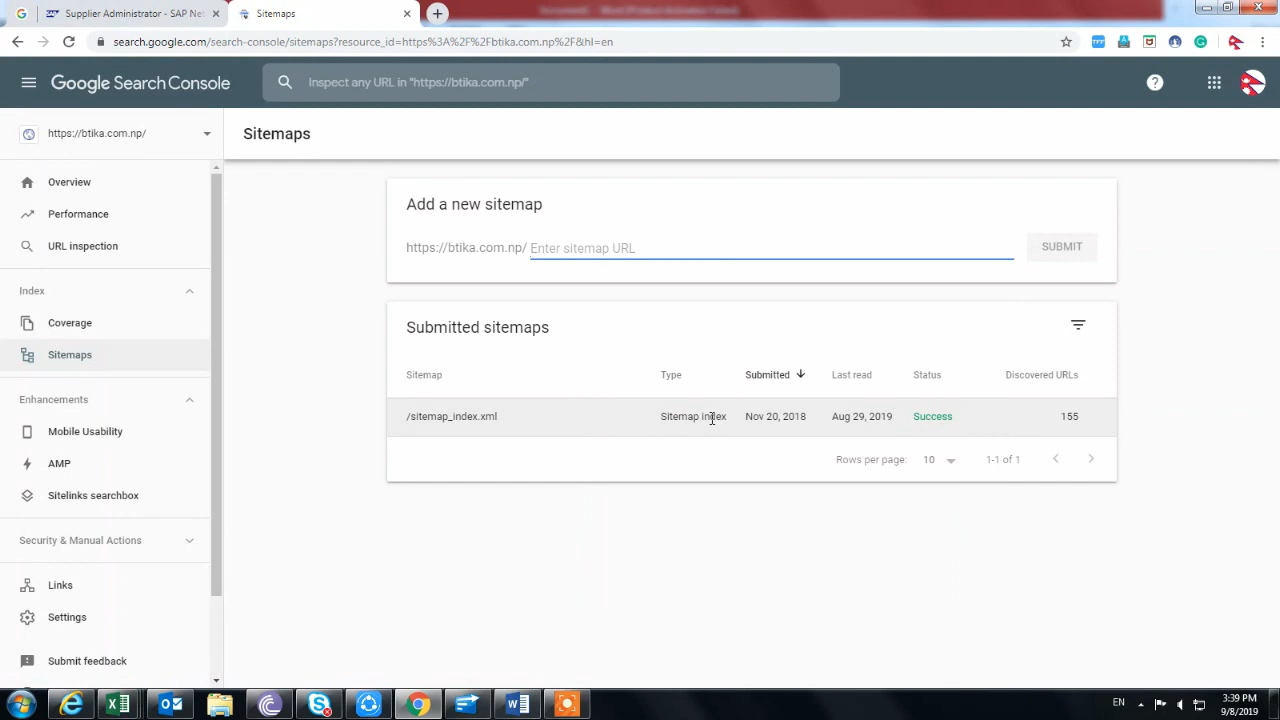 Supplier Administrator - SAP Net
Sitemaps
search.google.com/search-console/sitemaps?resource_id=https%3A%2F%2Fbtika.com.np%2F&hl=en
Google Search Console
Inspect any URL in "https://btika.com.np/"
https://btika.com.np/
Sitemaps
Overview
Performance
URL inspection
Index
Coverage
Sitemaps
Enhancements
Mobile Usability
AMP
Sitelinks searchbox
Security & Manual Actions
Links
Settings
Submit feedback
Add a new sitemap
https://btika.com.np/ Enter sitemap URL
SUBMIT
Submitted sitemaps
Sitemap Type Submitted Last read Status Discovered URLs
/sitemap_index.xml Sitemap index Nov 20, 2018 Aug 29, 2019 Success 155
Rows per page: 10 1-1 of 1
EN
3:39 PM
9/8/2019